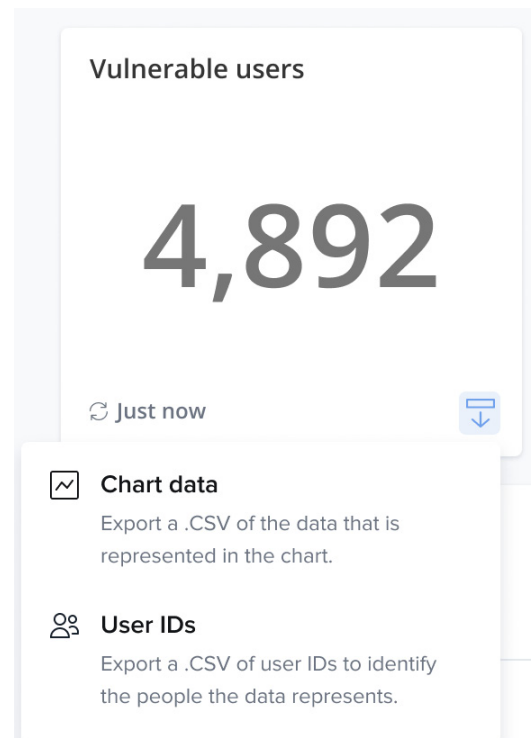 Vulnerable users
4,892
Just now
Chart data
Export a .CSV of the data that is
represented in the chart.
User IDs
Export a .CSV of user IDs to identify
the people the data represents.